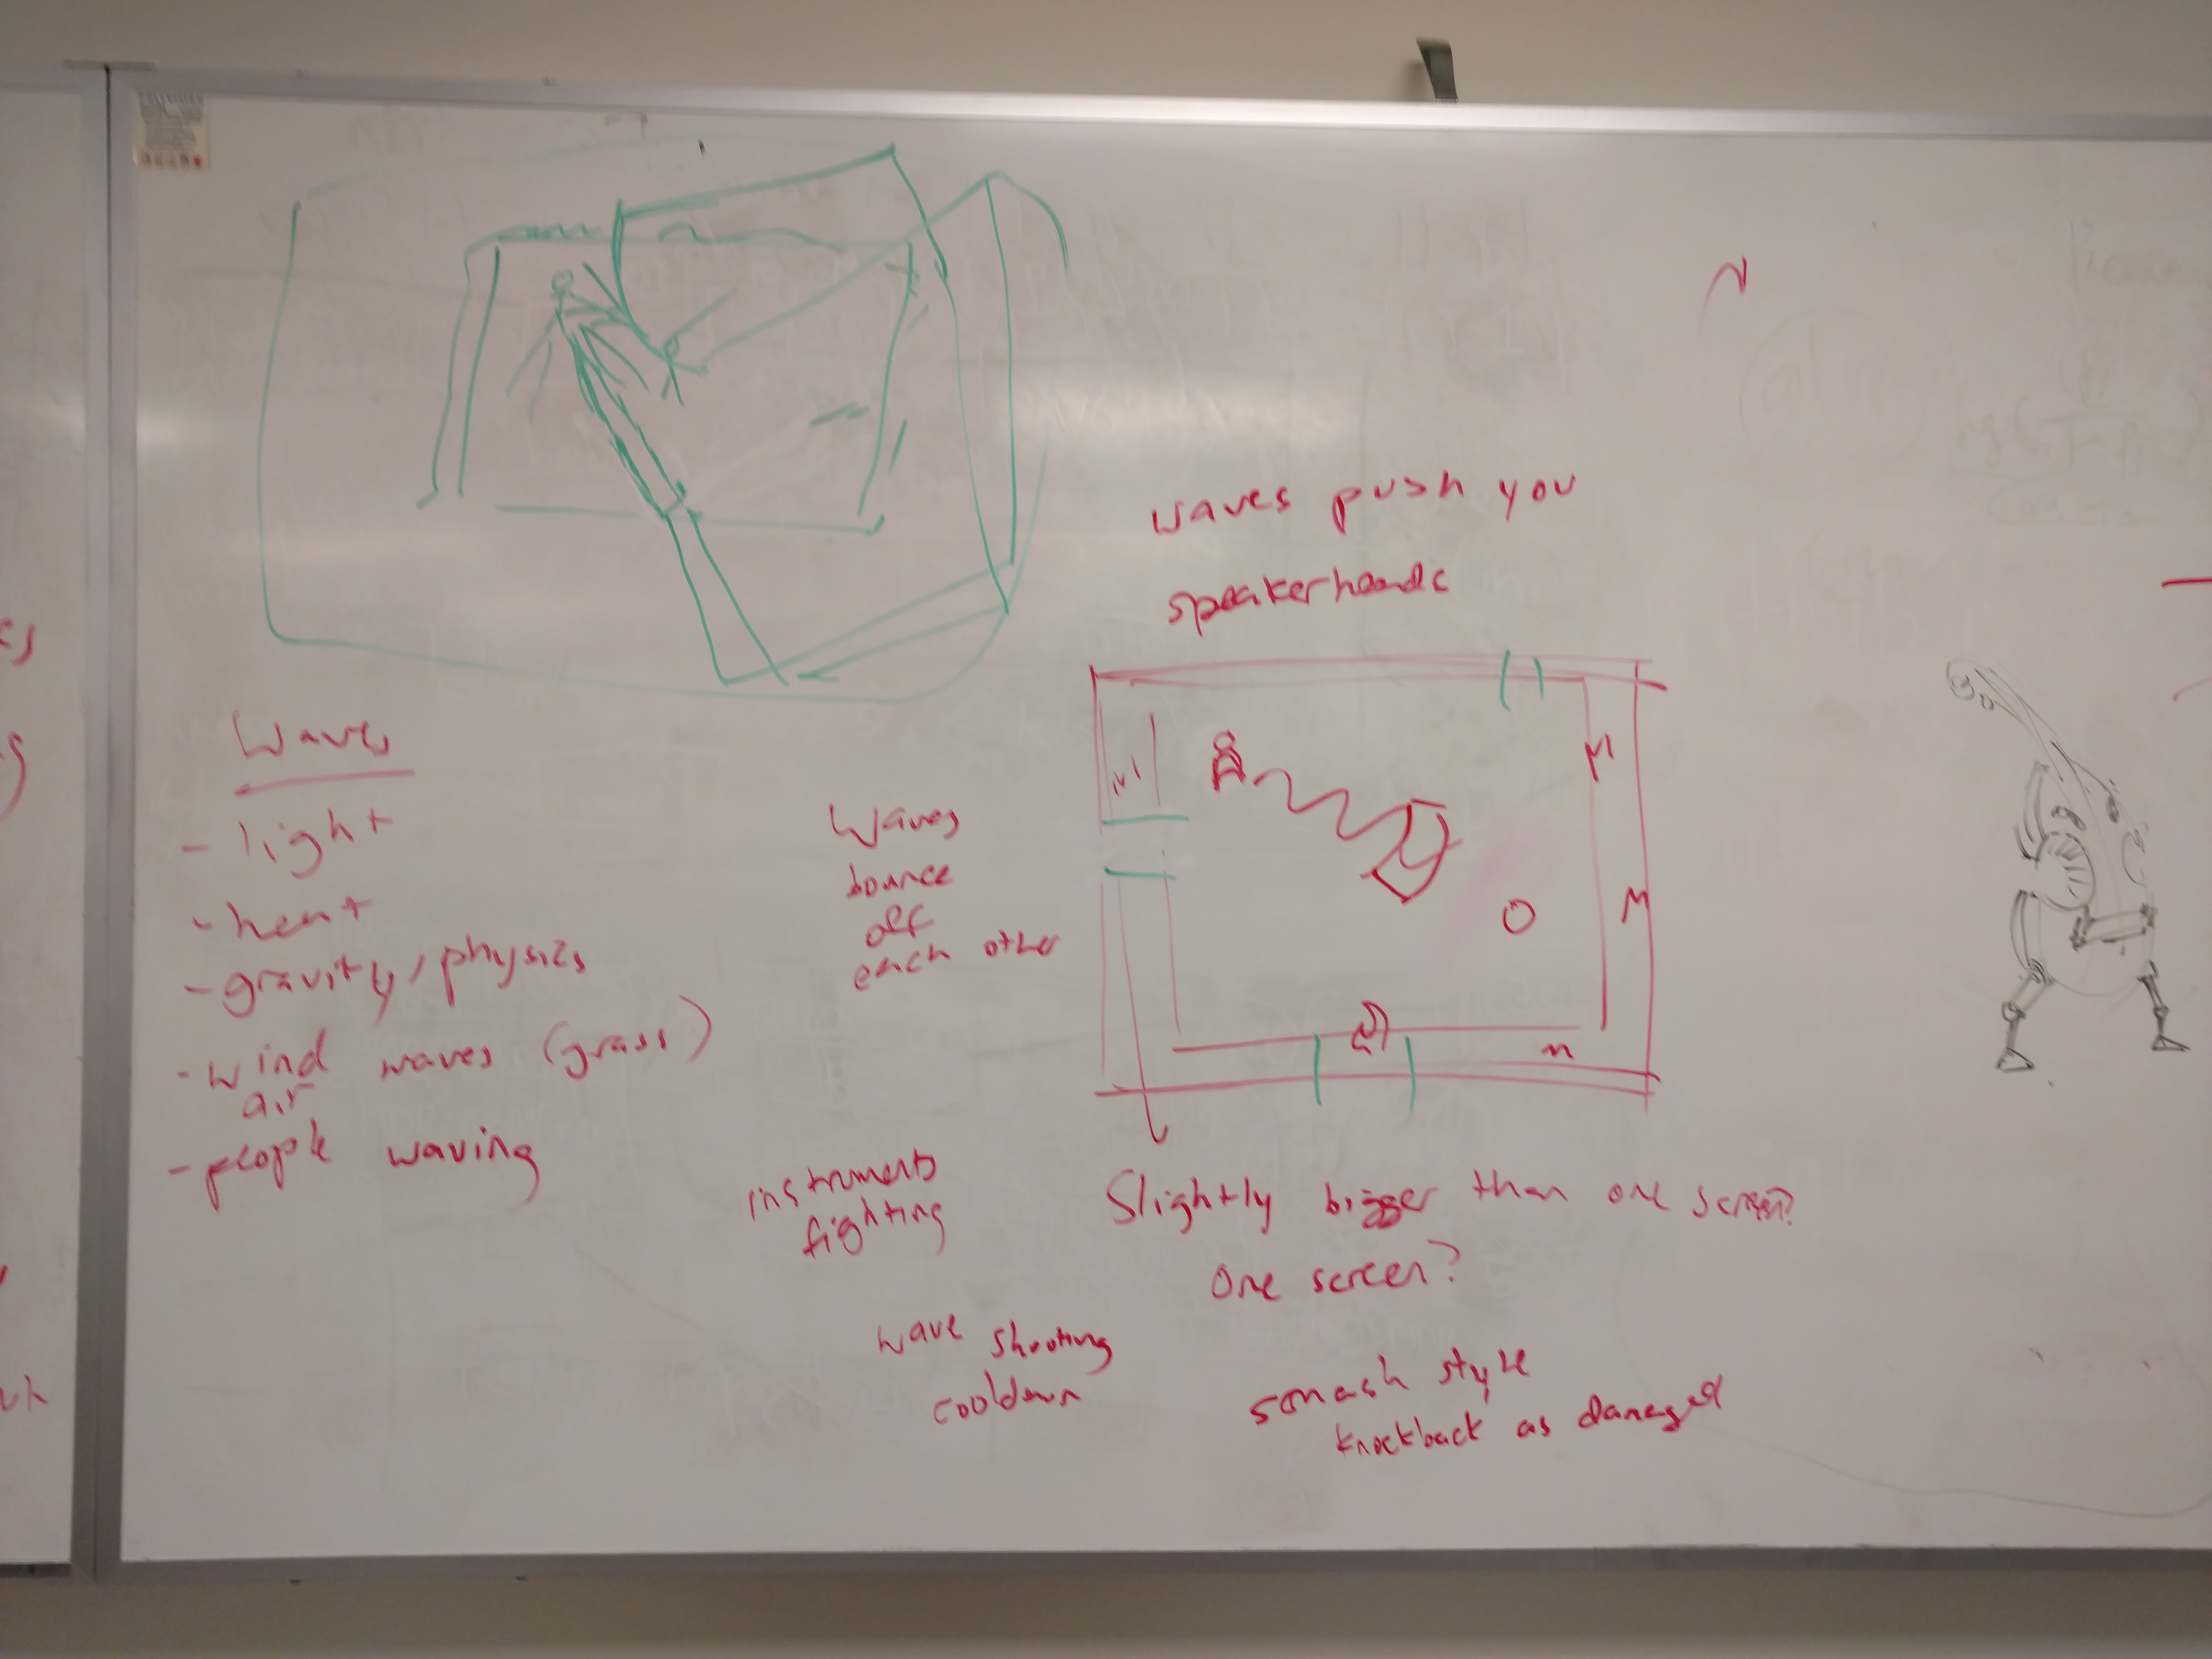 waves push you
speakerheads
Waves
- light
- heat
- gravity/physics
- wind waves (grass)
air
- people waving
Waves
bounce
off
each other
M
M
M
instruments
fighting
Slightly bigger than one screen?
One screen?
wave shooting
cooldown
smash style
knockback as damaged